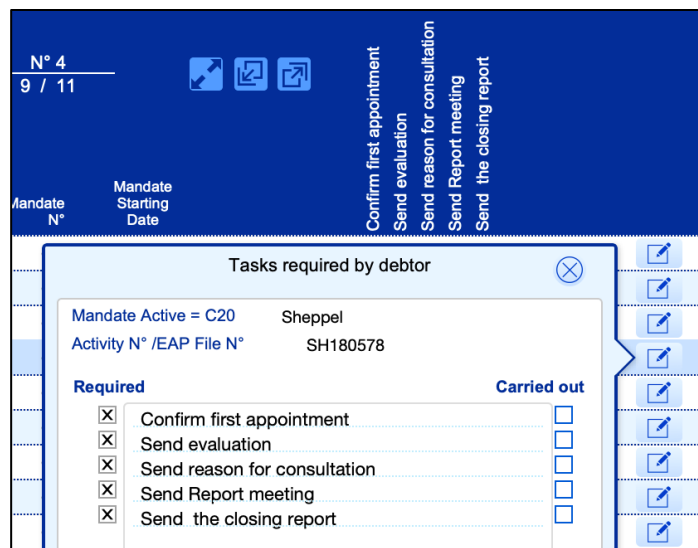 N° 4
9 / 11
Confirm first appointment
Send evaluation
Send reason for consultation
Send Report meeting
Send the closing report
Mandate
N°
Mandate
Starting
Date
Tasks required by debtor
Mandate Active = C20 Sheppel
Activity N° /EAP File N° SH180578
Required Carried out
Confirm first appointment
Send evaluation
Send reason for consultation
Send Report meeting
Send the closing report